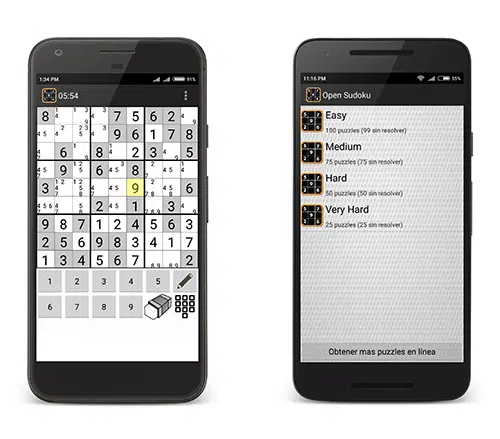 1:34 PM
91%
05:54
8 7 5 6 2
9 6 1 7 8
6 1 2 5
9 6 8
9
2 1 3
9 8 7 1 2 4 5 6 3
2 5 6 9 8 3 7 4 1
1 3 4 6 5 7 2
1 2 3 4 5
6 7 8 9
11:16 PM
55%
Open Sudoku
Easy
100 puzzles (99 sin resolver)
Medium
75 puzzles (75 sin resolver)
Hard
50 puzzles (50 sin resolver)
Very Hard
25 puzzles (25 sin resolver)
Obtener mas puzzles en línea